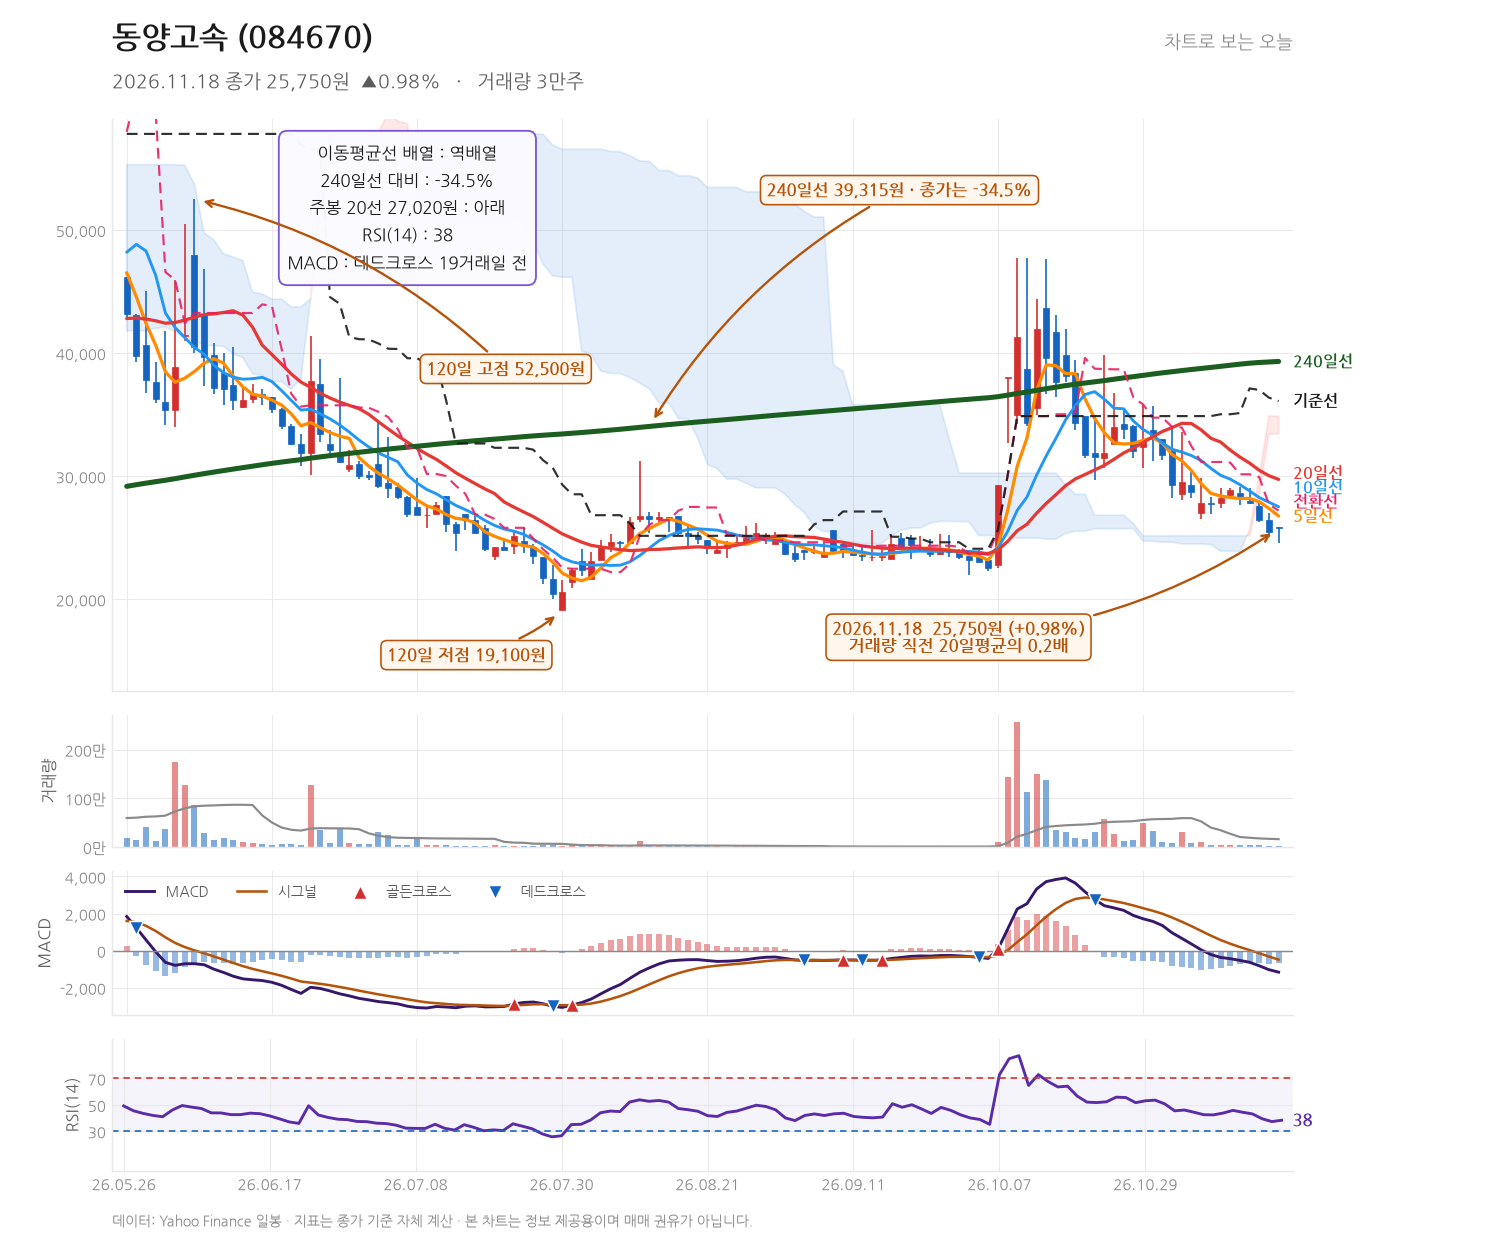 동양고속 (084670)
차트로 보는 오늘
2026.11.18 종가 25,750원 ▲0.98% · 거래량 3만주
이동평균선 배열 : 역배열
240일선 대비 : -34.5%
주봉 20선 27,020원 : 아래
RSI(14) : 38
MACD : 데드크로스 19거래일 전
240일선 39,315원 · 종가는 -34.5%
120일 고점 52,500원
120일 저점 19,100원
2026.11.18 25,750원 (+0.98%)
거래량 직전 20일평균의 0.2배
50,000
40,000
30,000
20,000
240일선
기준선
20일선
10일선
전환선
5일선
거래량
200만
100만
0만
MACD
4,000
2,000
0
-2,000
MACD
시그널
골든크로스
데드크로스
RSI(14)
70
50
30
38
26.05.26
26.06.17
26.07.08
26.07.30
26.08.21
26.09.11
26.10.07
26.10.29
데이터: Yahoo Finance 일봉 · 지표는 종가 기준 자체 계산 · 본 차트는 정보 제공용이며 매매 권유가 아닙니다.